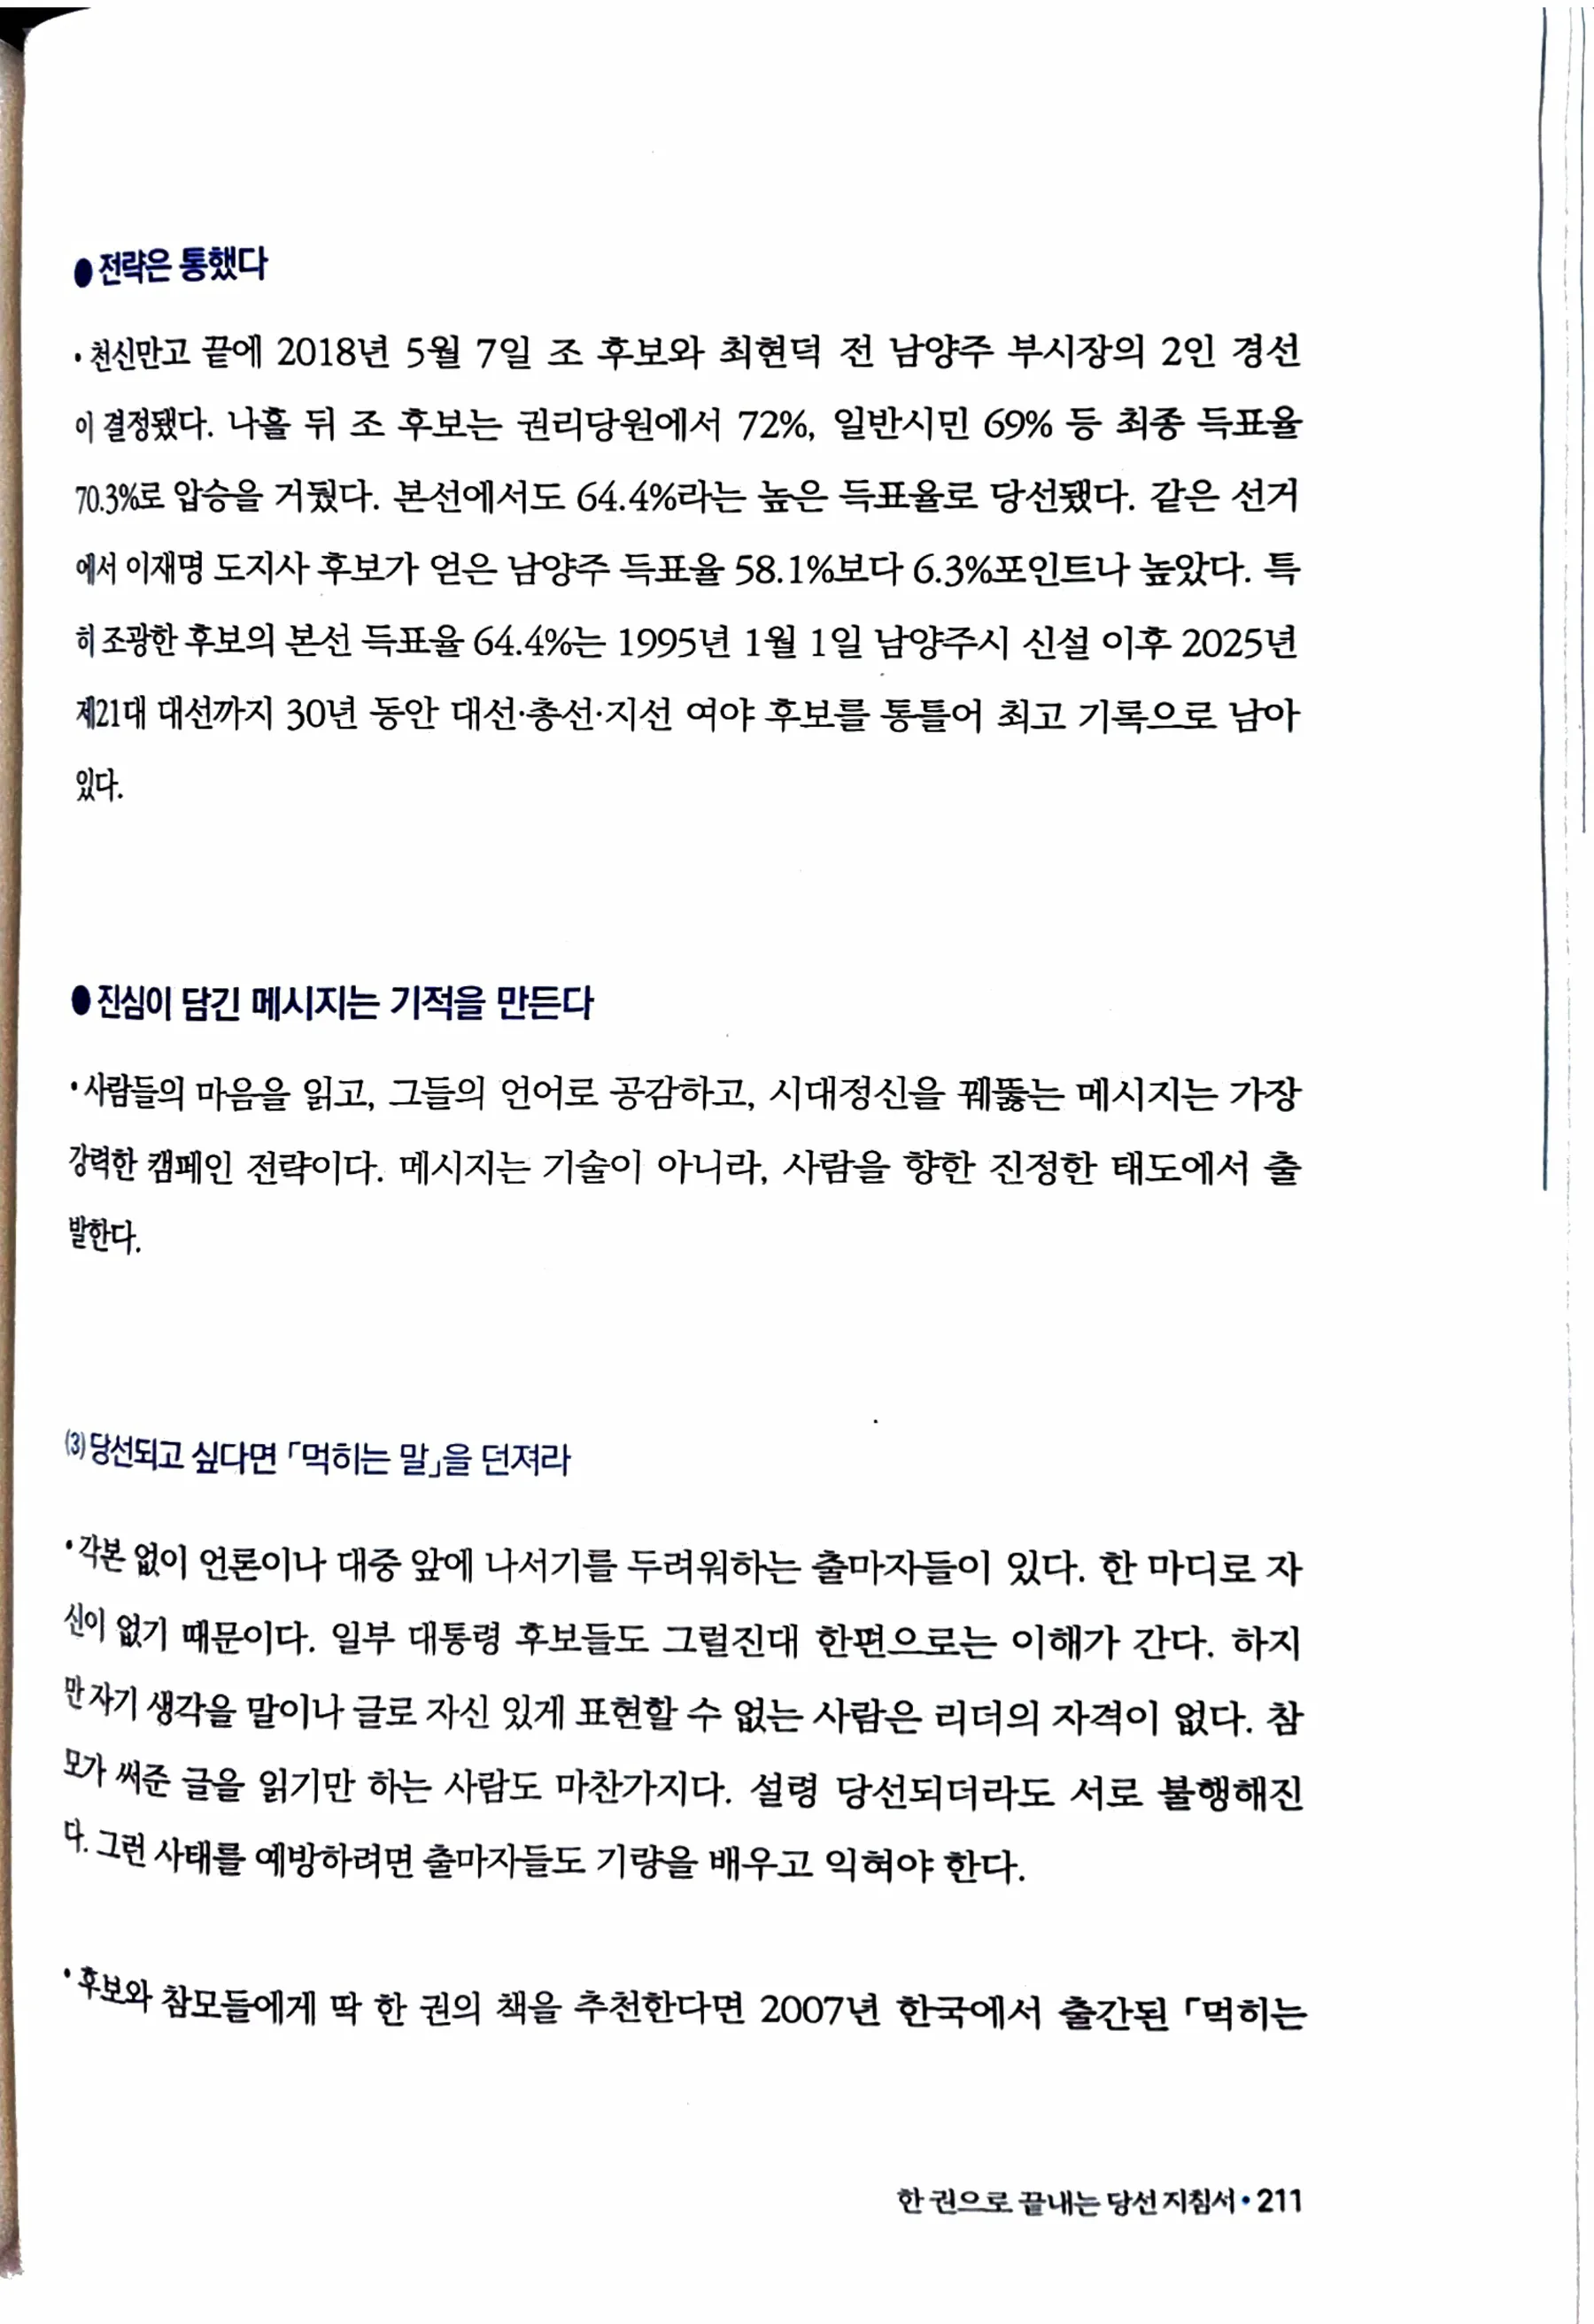 ● 전략은 통했다
• 천신만고 끝에 2018년 5월 7일 조 후보와 최현덕 전 남양주 부시장의 2인 경선
이 결정됐다. 나흘 뒤 조 후보는 권리당원에서 72%, 일반시민 69% 등 최종 득표율
70.3%로 압승을 거뒀다. 본선에서도 64.4%라는 높은 득표율로 당선됐다. 같은 선거
에서 이재명 도지사 후보가 얻은 남양주 득표율 58.1%보다 6.3%포인트나 높았다. 특
히 조광한 후보의 본선 득표율 64.4%는 1995년 1월 1일 남양주시 신설 이후 2025년
제21대 대선까지 30년 동안 대선·총선·지선 여야 후보를 통틀어 최고 기록으로 남아
있다.
● 진심이 담긴 메시지는 기적을 만든다
• 사람들의 마음을 읽고, 그들의 언어로 공감하고, 시대정신을 꿰뚫는 메시지는 가장
강력한 캠페인 전략이다. 메시지는 기술이 아니라, 사람을 향한 진정한 태도에서 출
발한다.
(3) 당선되고 싶다면 「먹히는 말」을 던져라
• 각본 없이 언론이나 대중 앞에 나서기를 두려워하는 출마자들이 있다. 한 마디로 자
신이 없기 때문이다. 일부 대통령 후보들도 그럴진대 한편으로는 이해가 간다. 하지
만 자기 생각을 말이나 글로 자신 있게 표현할 수 없는 사람은 리더의 자격이 없다. 참
모가 써준 글을 읽기만 하는 사람도 마찬가지다. 설령 당선되더라도 서로 불행해진
다. 그런 사태를 예방하려면 출마자들도 기량을 배우고 익혀야 한다.
• 후보와 참모들에게 딱 한 권의 책을 추천한다면 2007년 한국에서 출간된 「먹히는
한 권으로 끝내는 당선 지침서 • 211